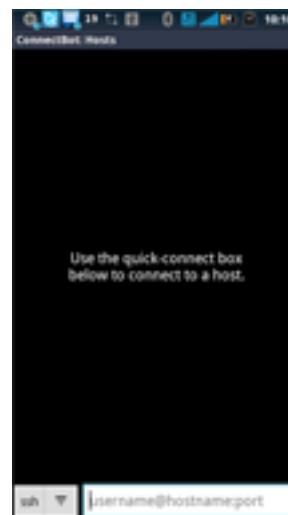 ConnectBot: Hosts
Use the quick-connect box
below to connect to a host.
ssh
username@hostname:port